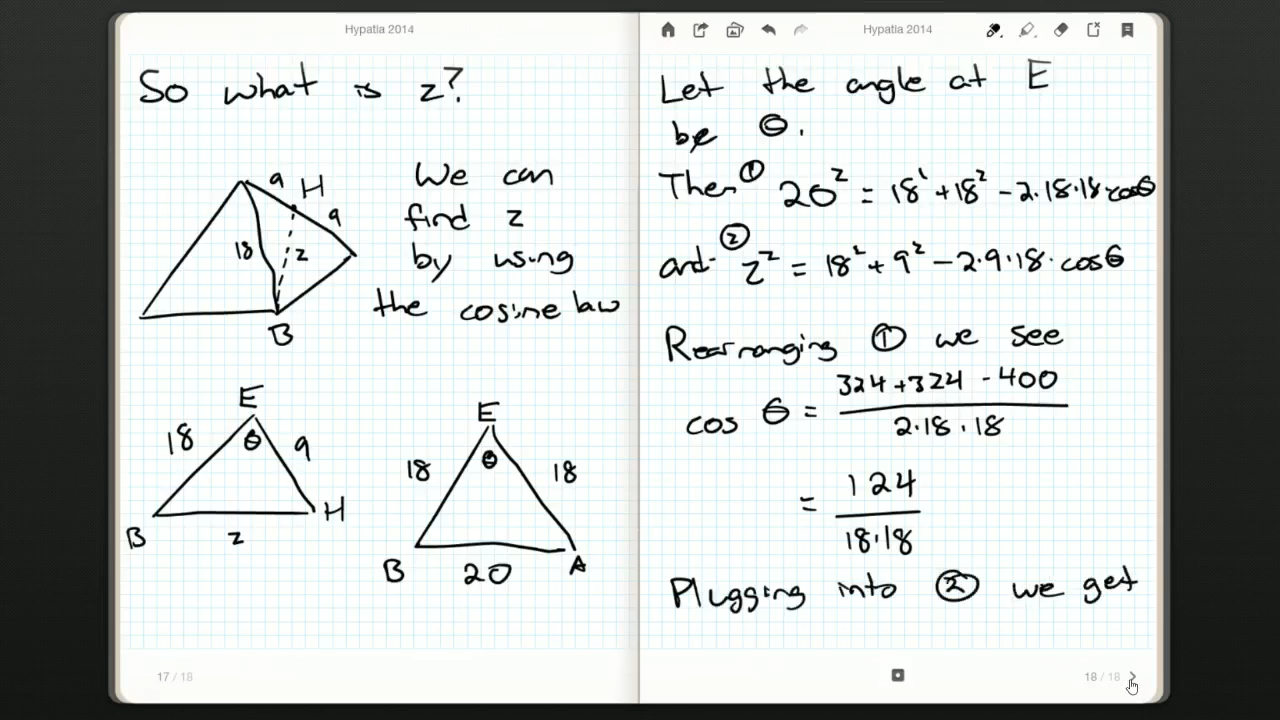 Hypatia 2014
So what is z?
9
H
9
18
z
B
We can
find z
by using
the cosine law
E
18
θ
9
B
H
z
E
18
θ
18
B
20
A
17 / 18
Hypatia 2014
Let the angle at E
be θ.
Then ① 20² = 18² + 18² - 2·18·18 cosθ
and ② z² = 18² + 9² - 2·9·18·cosθ
Rearranging ① we see
cos θ = (324 + 324 - 400) / (2·18·18)
= 124 / (18·18)
Plugging into ② we get
18 / 18